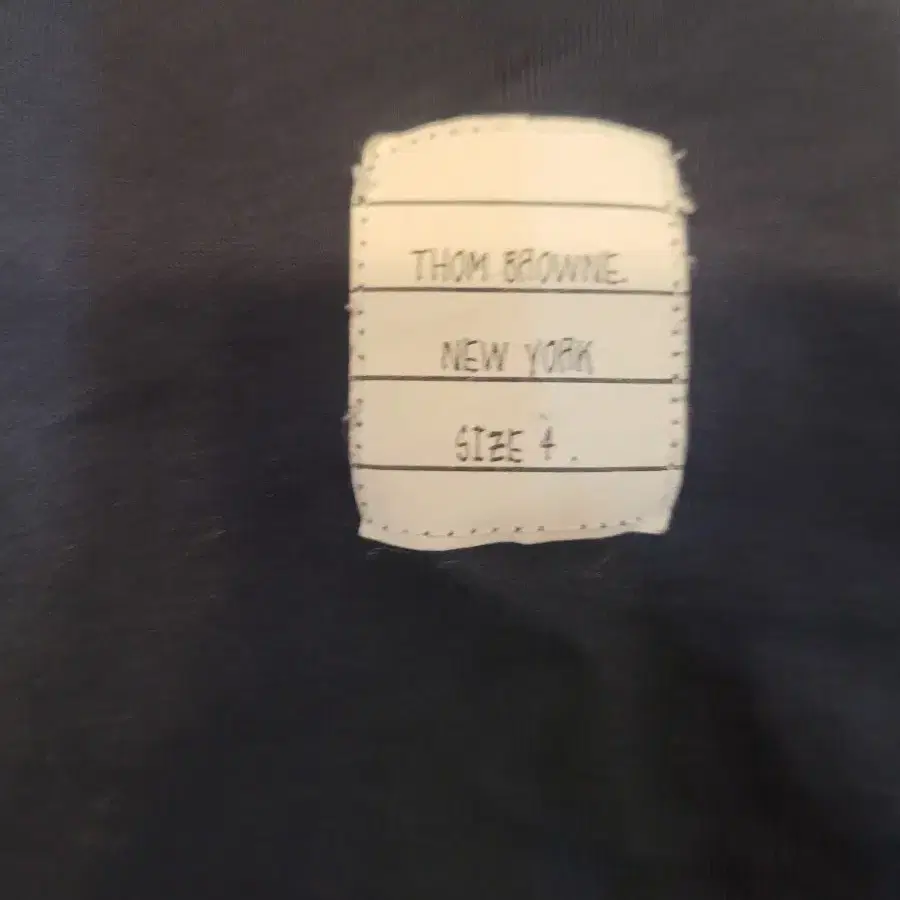 THOM BROWNE.
NEW YORK
SIZE 4 .